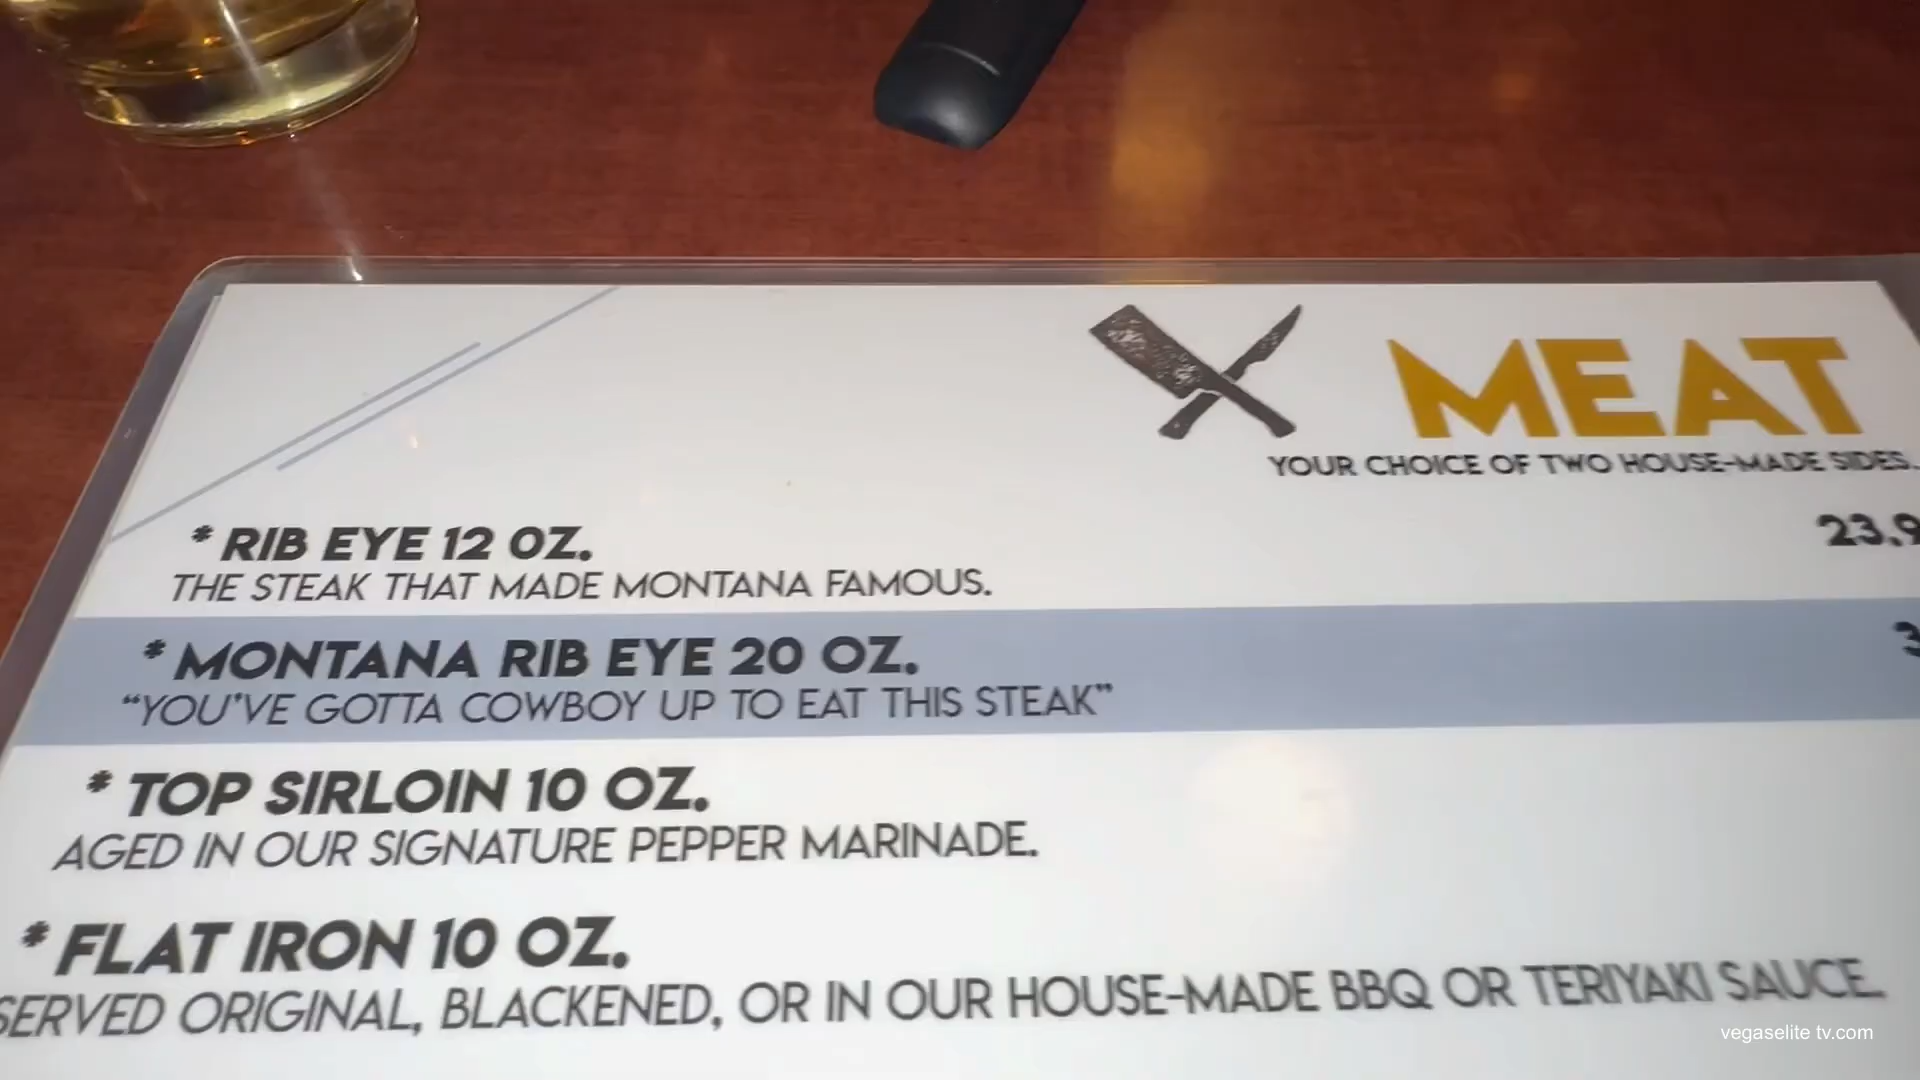 MEAT
YOUR CHOICE OF TWO HOUSE-MADE SIDES.
* RIB EYE 12 OZ. 23.9
THE STEAK THAT MADE MONTANA FAMOUS.
* MONTANA RIB EYE 20 OZ. 3
“YOU'VE GOTTA COWBOY UP TO EAT THIS STEAK”
* TOP SIRLOIN 10 OZ.
AGED IN OUR SIGNATURE PEPPER MARINADE.
* FLAT IRON 10 OZ.
SERVED ORIGINAL, BLACKENED, OR IN OUR HOUSE-MADE BBQ OR TERIYAKI SAUCE.
vegaselite tv.com